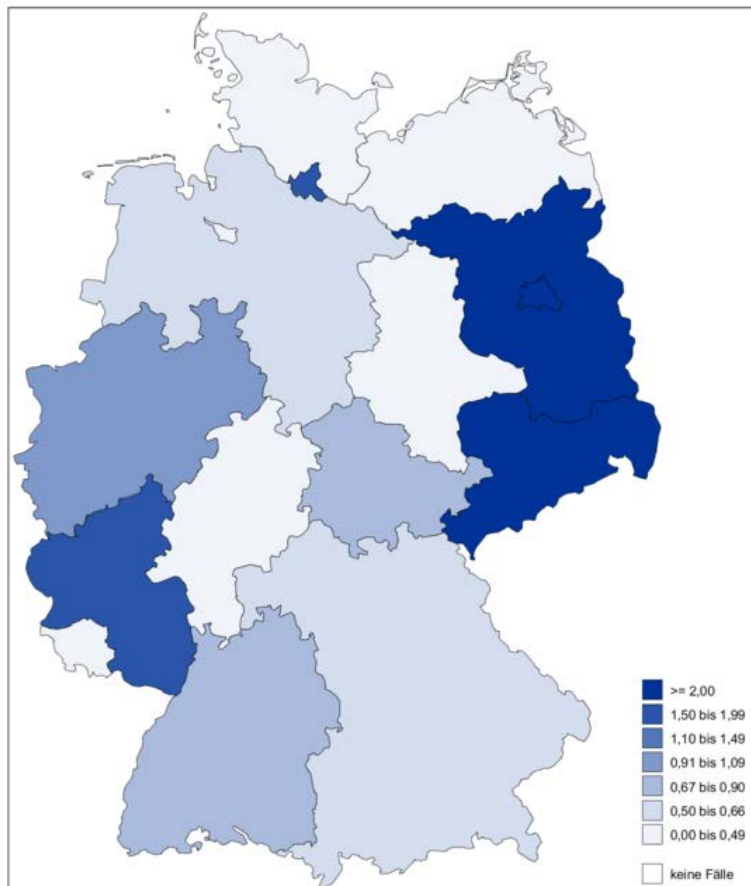 >= 2,00
1,50 bis 1,99
1,10 bis 1,49
0,91 bis 1,09
0,67 bis 0,90
0,50 bis 0,66
0,00 bis 0,49
keine Fälle